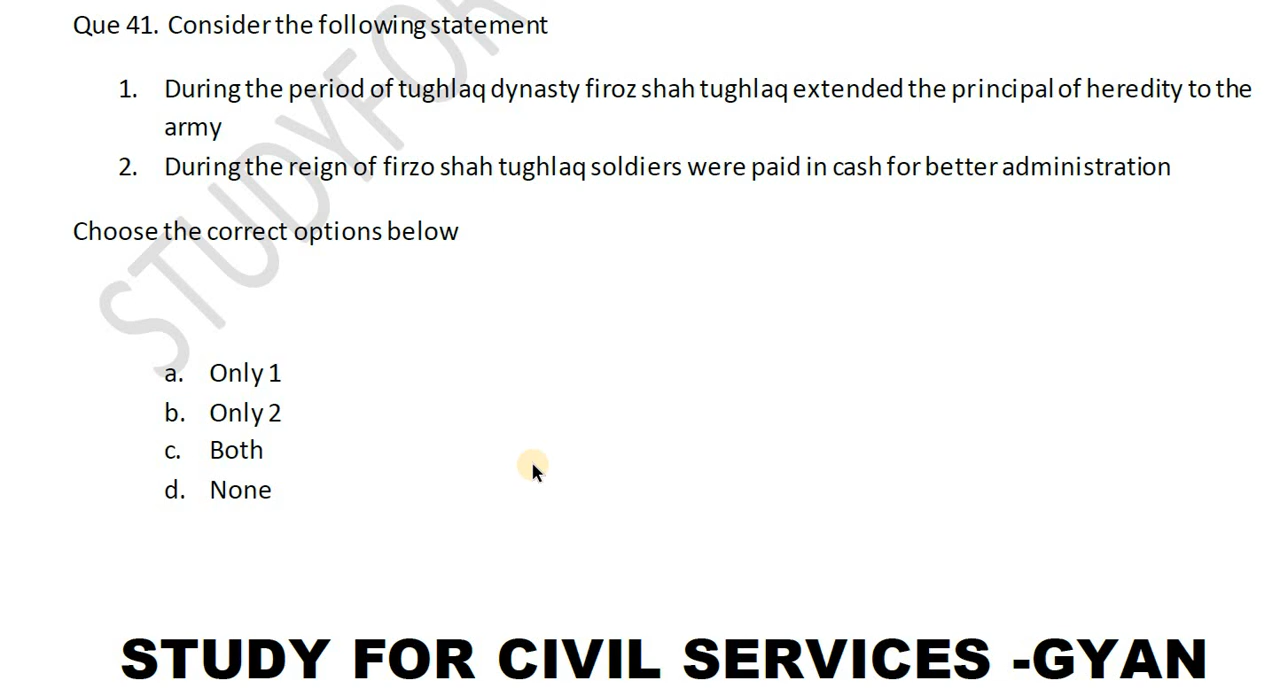 Que 41. Consider the following statement
1. During the period of tughlaq dynasty firoz shah tughlaq extended the principal of heredity to the
army
2. During the reign of firzo shah tughlaq soldiers were paid in cash for better administration
Choose the correct options below
STUDYFOR
a. Only 1
b. Only 2
c. Both
d. None
STUDY FOR CIVIL SERVICES -GYAN